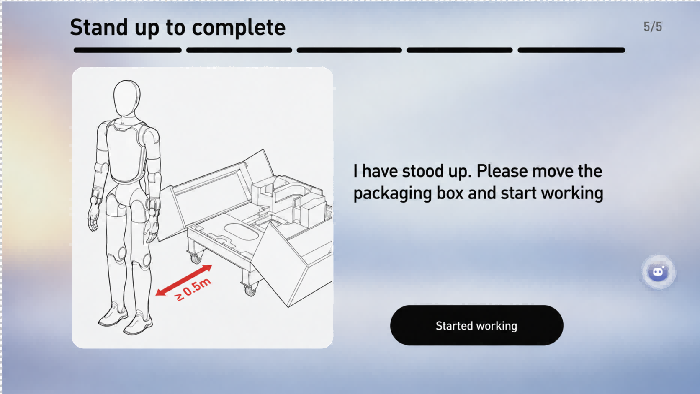 Stand up to complete
5/5
I have stood up. Please move the
packaging box and start working
≥ 0.5m
Started working